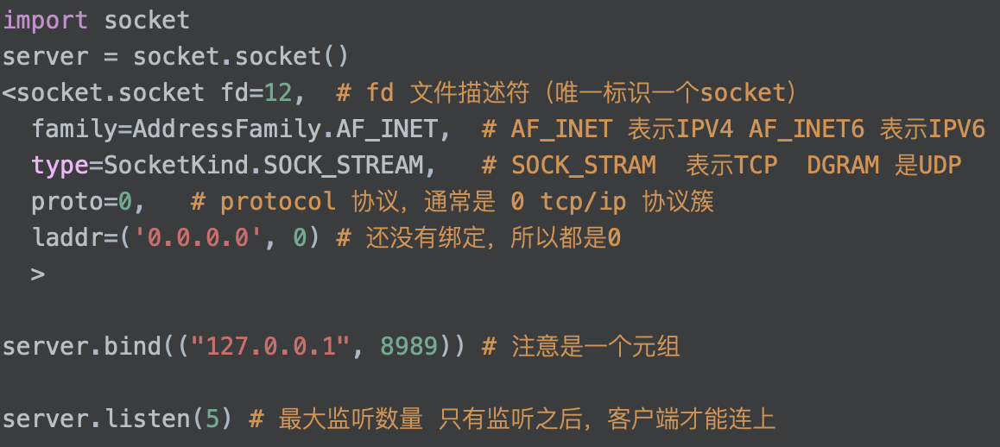 import socket
server = socket.socket()
<socket.socket fd=12,  # fd 文件描述符（唯一标识一个socket）
  family=AddressFamily.AF_INET,  # AF_INET 表示IPV4 AF_INET6 表示IPV6
  type=SocketKind.SOCK_STREAM,   # SOCK_STRAM  表示TCP  DGRAM 是UDP
  proto=0,   # protocol 协议，通常是 0 tcp/ip 协议簇
  laddr=('0.0.0.0', 0) # 还没有绑定，所以都是0
  >
server.bind(("127.0.0.1", 8989)) # 注意是一个元组
server.listen(5) # 最大监听数量 只有监听之后，客户端才能连上